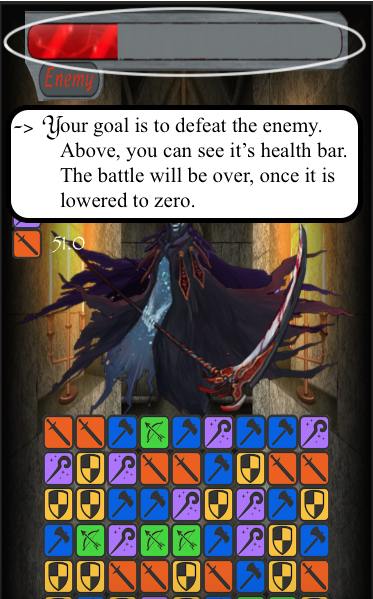 Enemy
-> Your goal is to defeat the enemy.
Above, you can see it's health bar.
The battle will be over, once it is
lowered to zero.
51.0